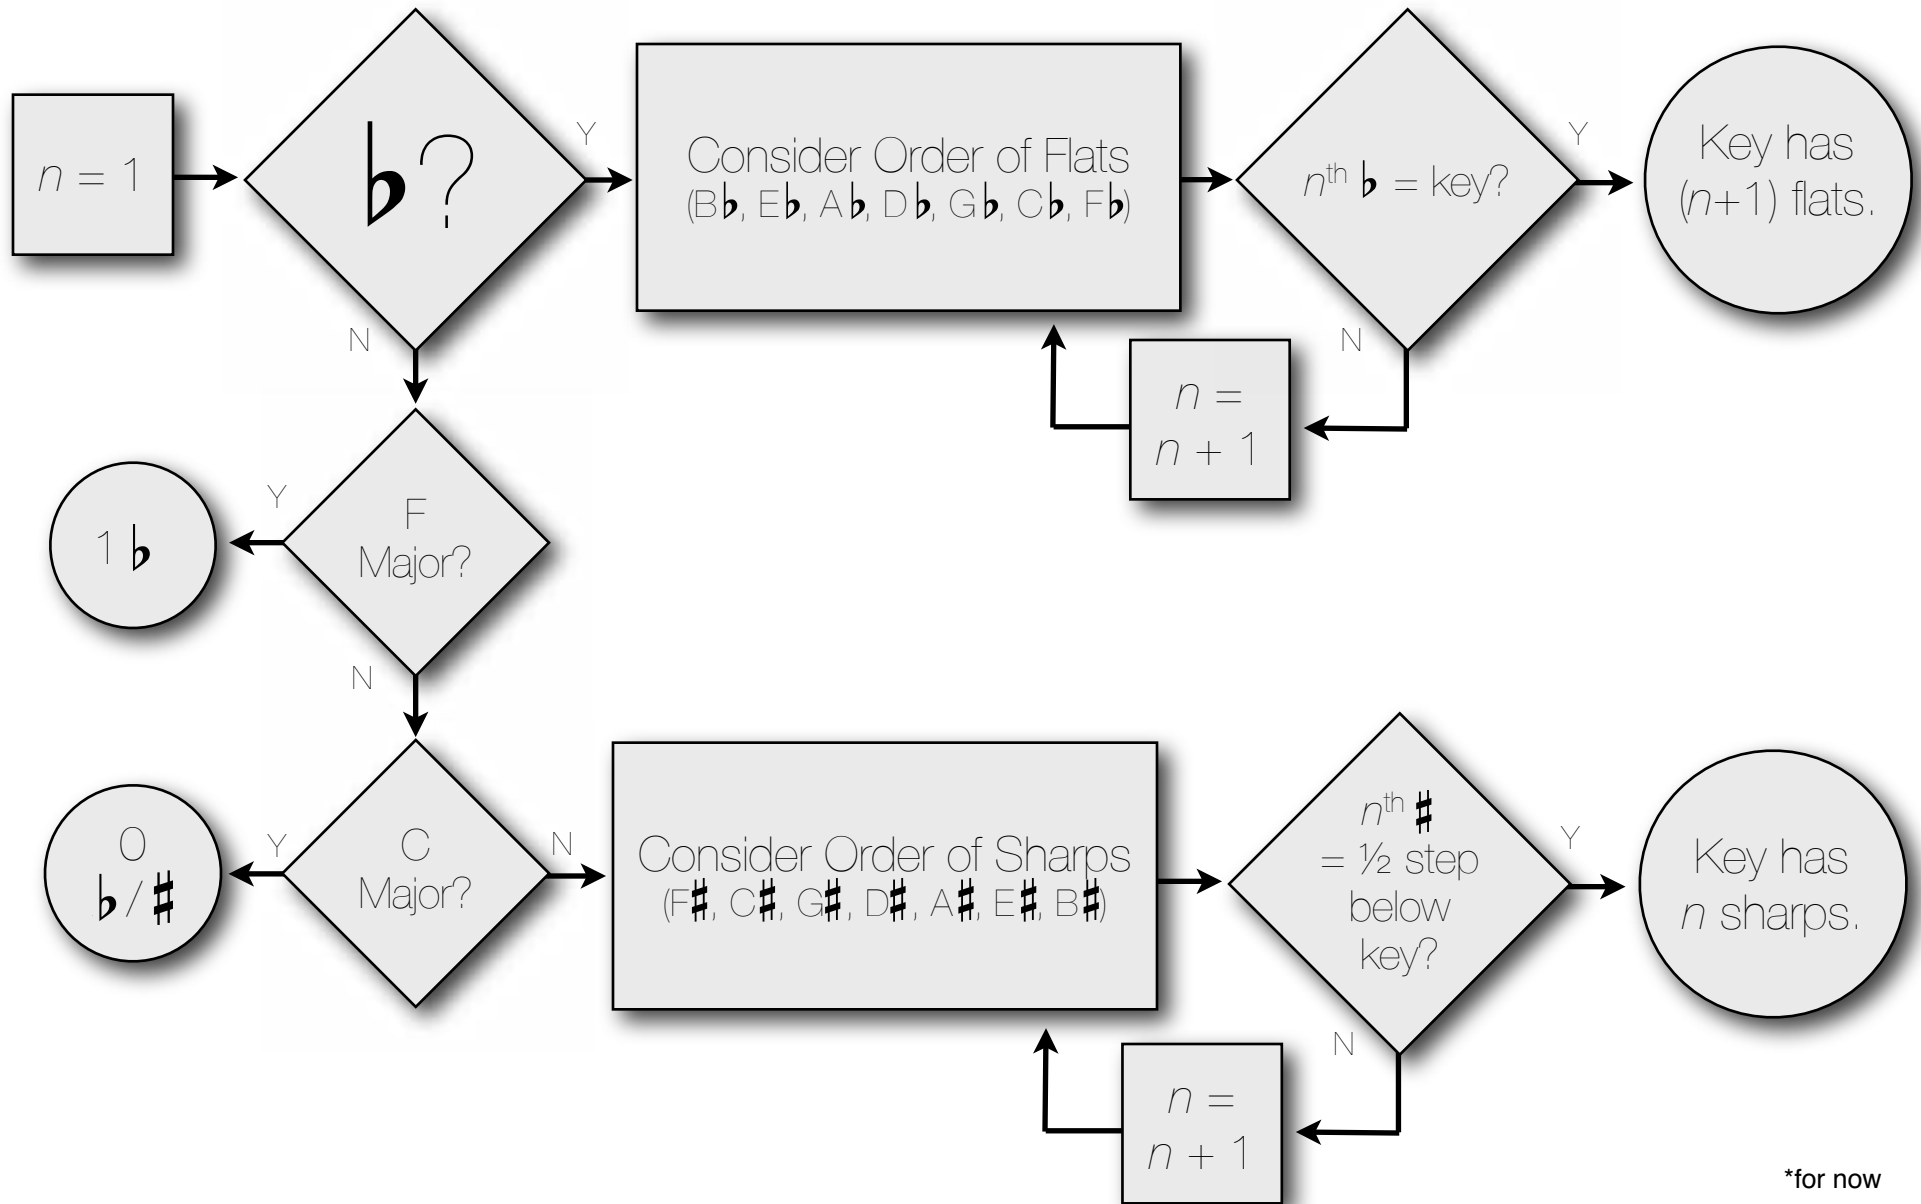 n = 1
♭?
Y
N
Consider Order of Flats
(B♭, E♭, A♭, D♭, G♭, C♭, F♭)
nth ♭ = key?
Y
N
Key has
(n+1) flats.
n =
n + 1
F
Major?
Y
N
1 ♭
C
Major?
Y
N
0
♭/♯
Consider Order of Sharps
(F♯, C♯, G♯, D♯, A♯, E♯, B♯)
nth ♯
= ½ step
below
key?
Y
N
Key has
n sharps.
n =
n + 1
*for now